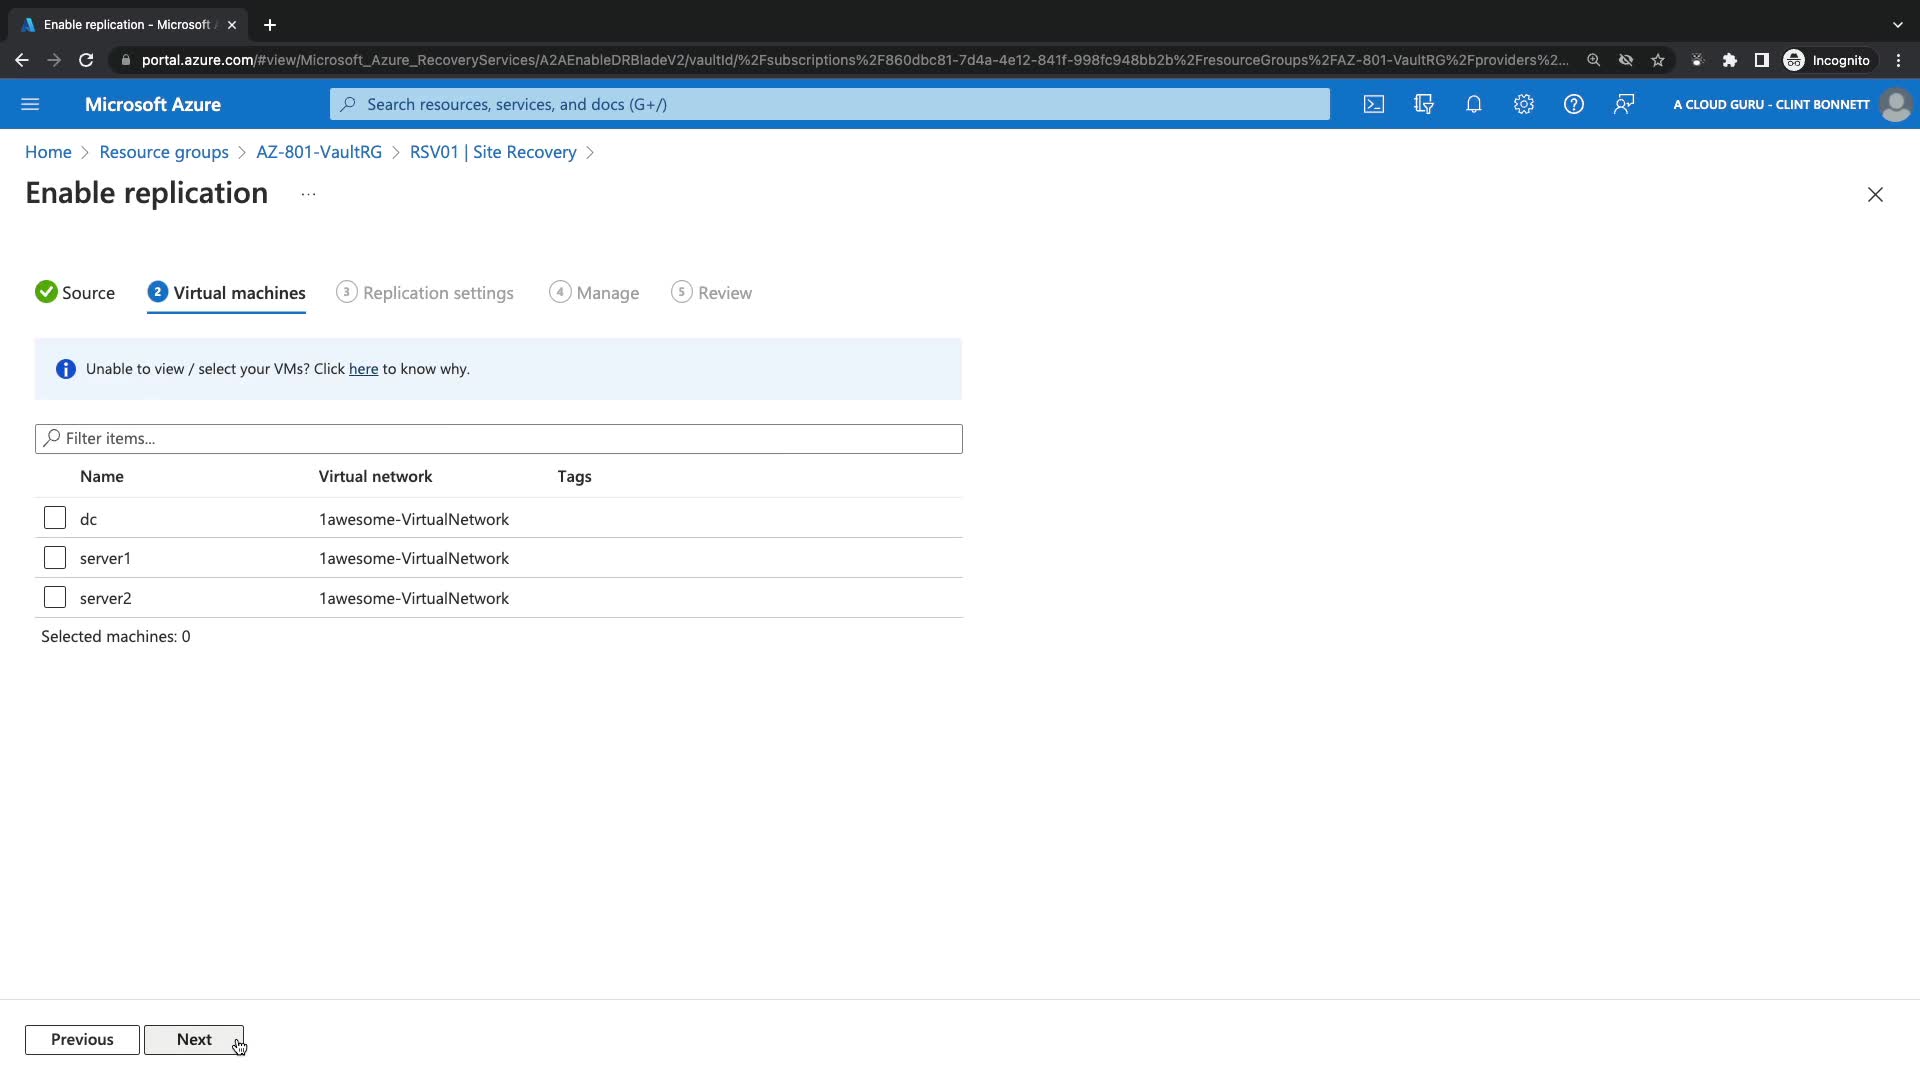 Enable replication - Microsoft A
portal.azure.com/#view/Microsoft_Azure_RecoveryServices/A2AEnableDRBladeV2/vaultId/%2Fsubscriptions%2F860dbc81-7d4a-4e12-841f-998fc948bb2b%2FresourceGroups%2FAZ-801-VaultRG%2Fproviders%2...
Incognito
Microsoft Azure
Search resources, services, and docs (G+/)
A CLOUD GURU - CLINT BONNETT
Home > Resource groups > AZ-801-VaultRG > RSV01 | Site Recovery >
Enable replication ...
Source
2 Virtual machines
3 Replication settings
4 Manage
5 Review
Unable to view / select your VMs? Click here to know why.
Filter items...
Name Virtual network Tags
dc 1awesome-VirtualNetwork
server1 1awesome-VirtualNetwork
server2 1awesome-VirtualNetwork
Selected machines: 0
Previous Next